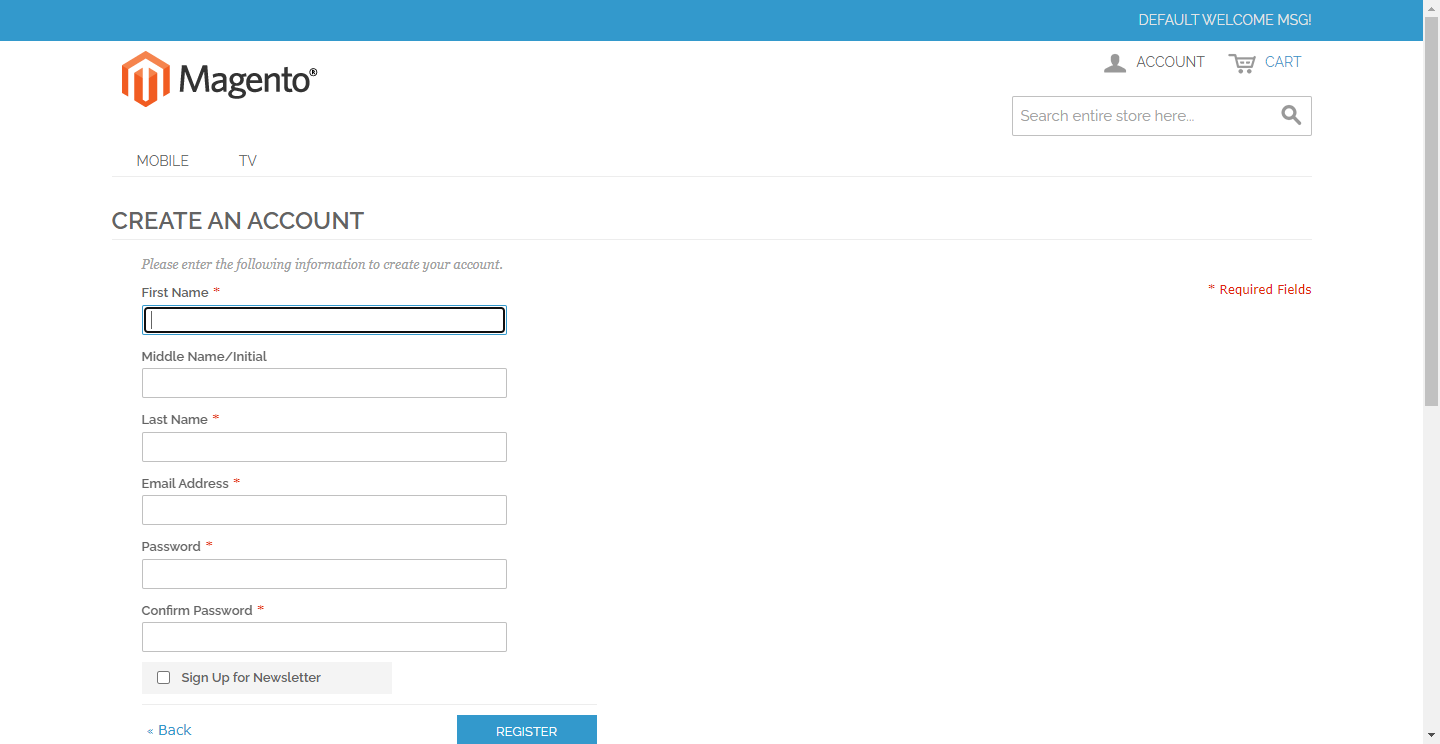 DEFAULT WELCOME MSG!
Magento®
ACCOUNT
CART
Search entire store here...
MOBILE
TV
CREATE AN ACCOUNT
Please enter the following information to create your account.
* Required Fields
First Name *
Middle Name/Initial
Last Name *
Email Address *
Password *
Confirm Password *
Sign Up for Newsletter
« Back
REGISTER